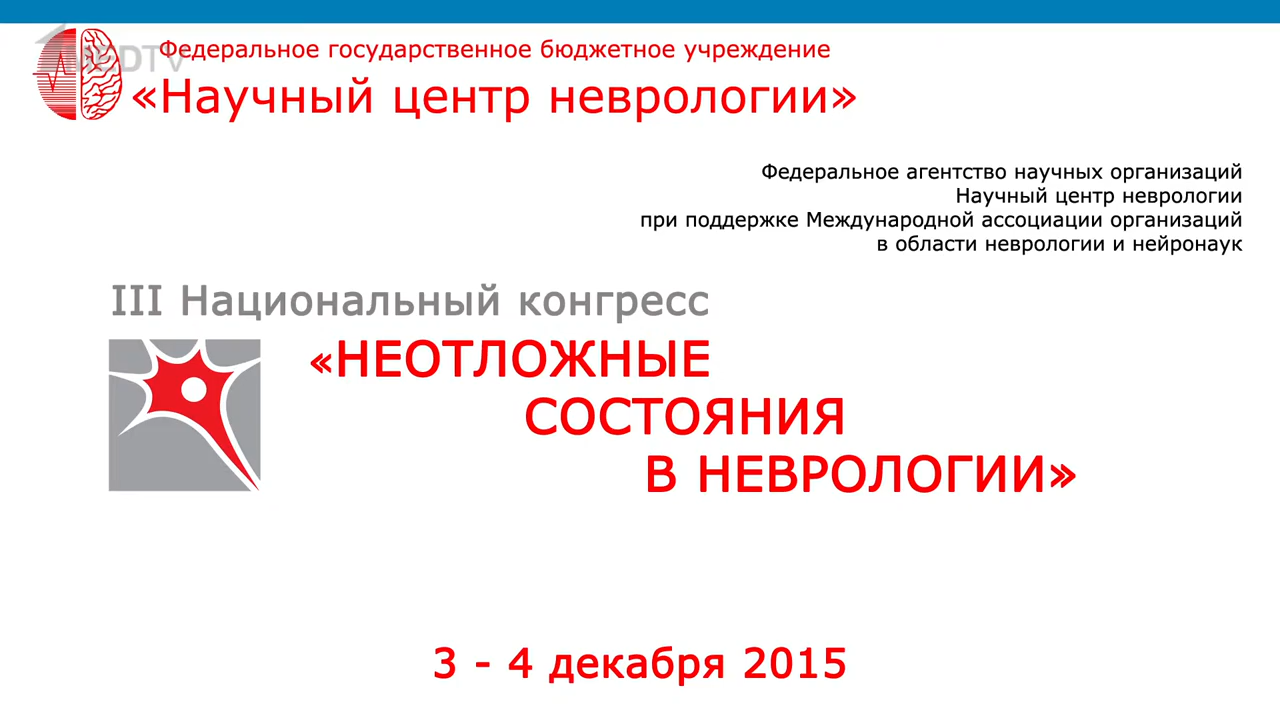 Федеральное государственное бюджетное учреждение
«Научный центр неврологии»
Федеральное агентство научных организаций
Научный центр неврологии
при поддержке Международной ассоциации организаций
в области неврологии и нейронаук
III Национальный конгресс
«НЕОТЛОЖНЫЕ
СОСТОЯНИЯ
В НЕВРОЛОГИИ»
3 - 4 декабря 2015